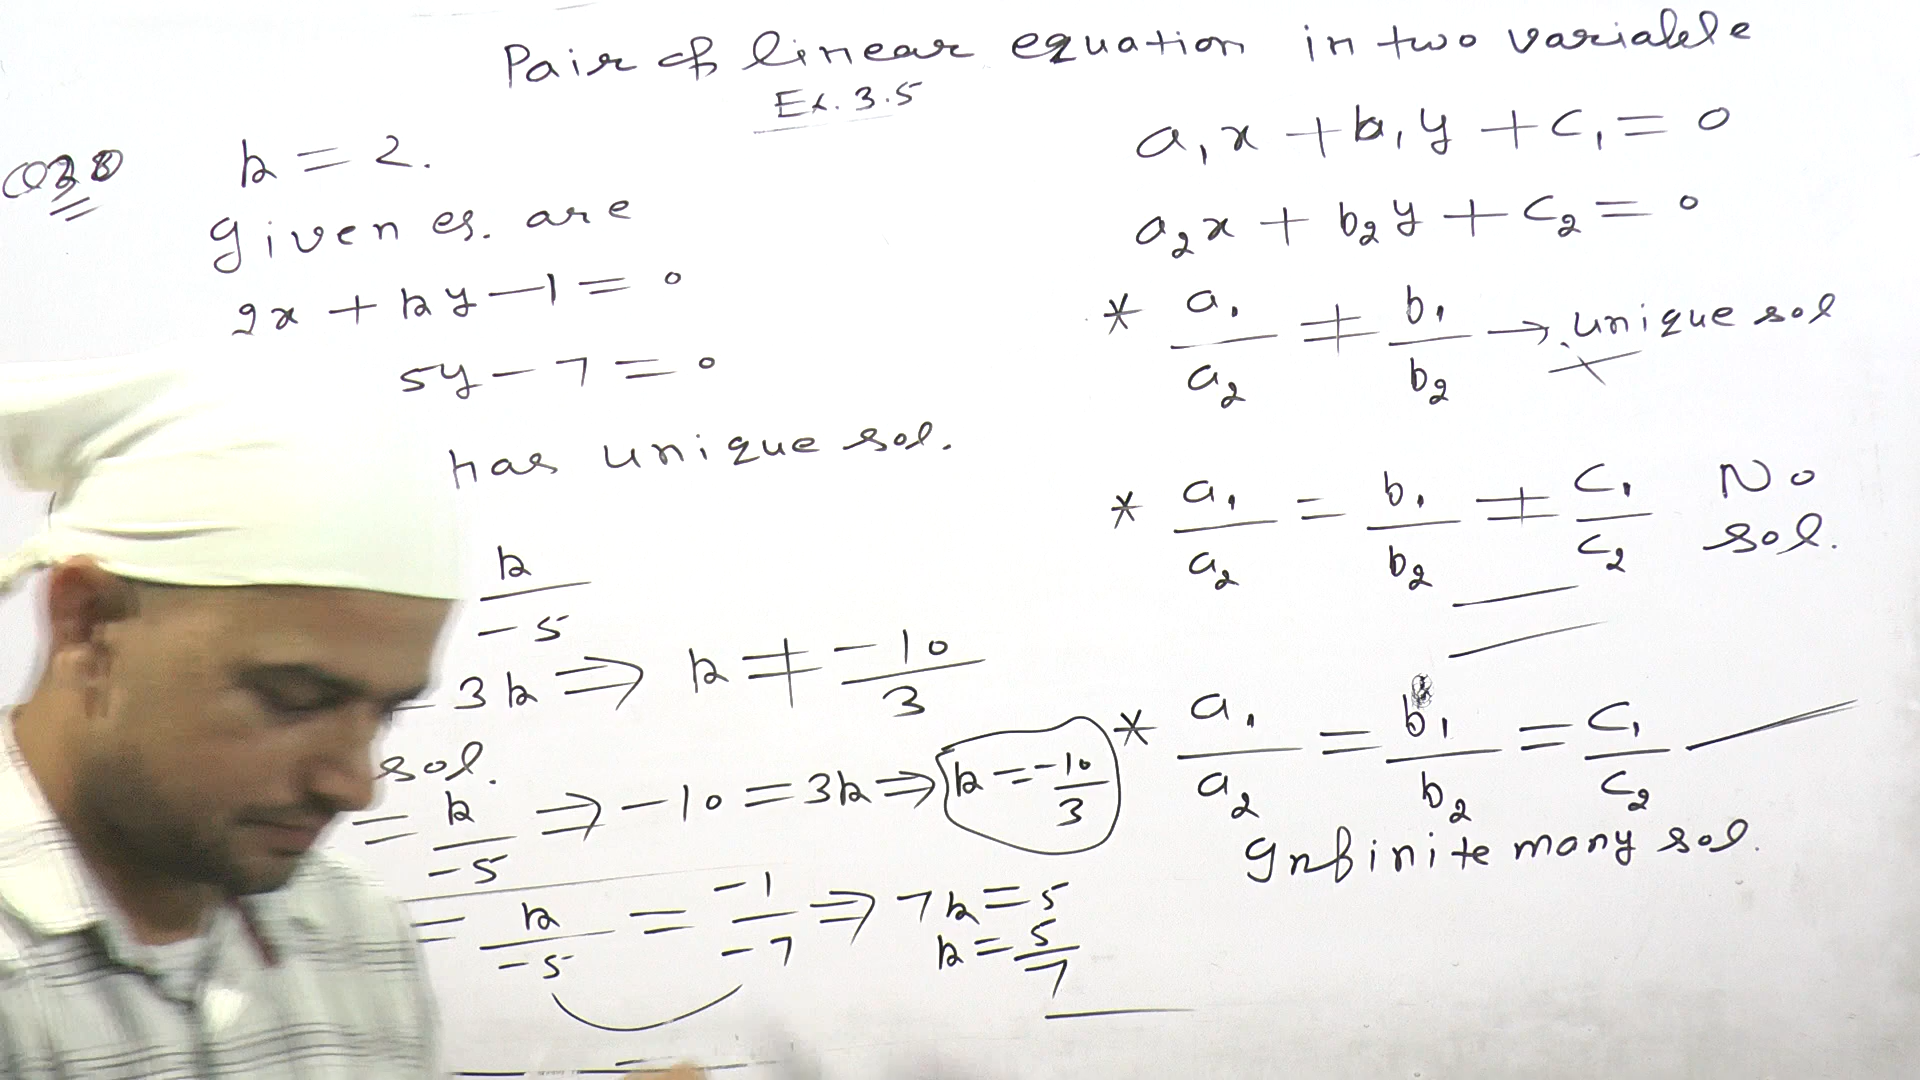 Pair of linear equation in two variable
Ex. 3.5
k = 2.
Given es. are
2x + ky - 1 = 0
5y - 7 = 0
has unique sol.
k/-5
3k ⇒ k ≠ -10/3
sol.
= k/-5 ⇒ -10 = 3k ⇒ k = -10/3
= k/-5 = -1/-7 ⇒ 7k = 5
k = 5/7
a₁x + b₁y + c₁ = 0
a₂x + b₂y + c₂ = 0
* a₁/a₂ ≠ b₁/b₂ → unique sol
* a₁/a₂ = b₁/b₂ ≠ c₁/c₂ No
sol.
* a₁/a₂ = b₁/b₂ = c₁/c₂
Infinite many sol.